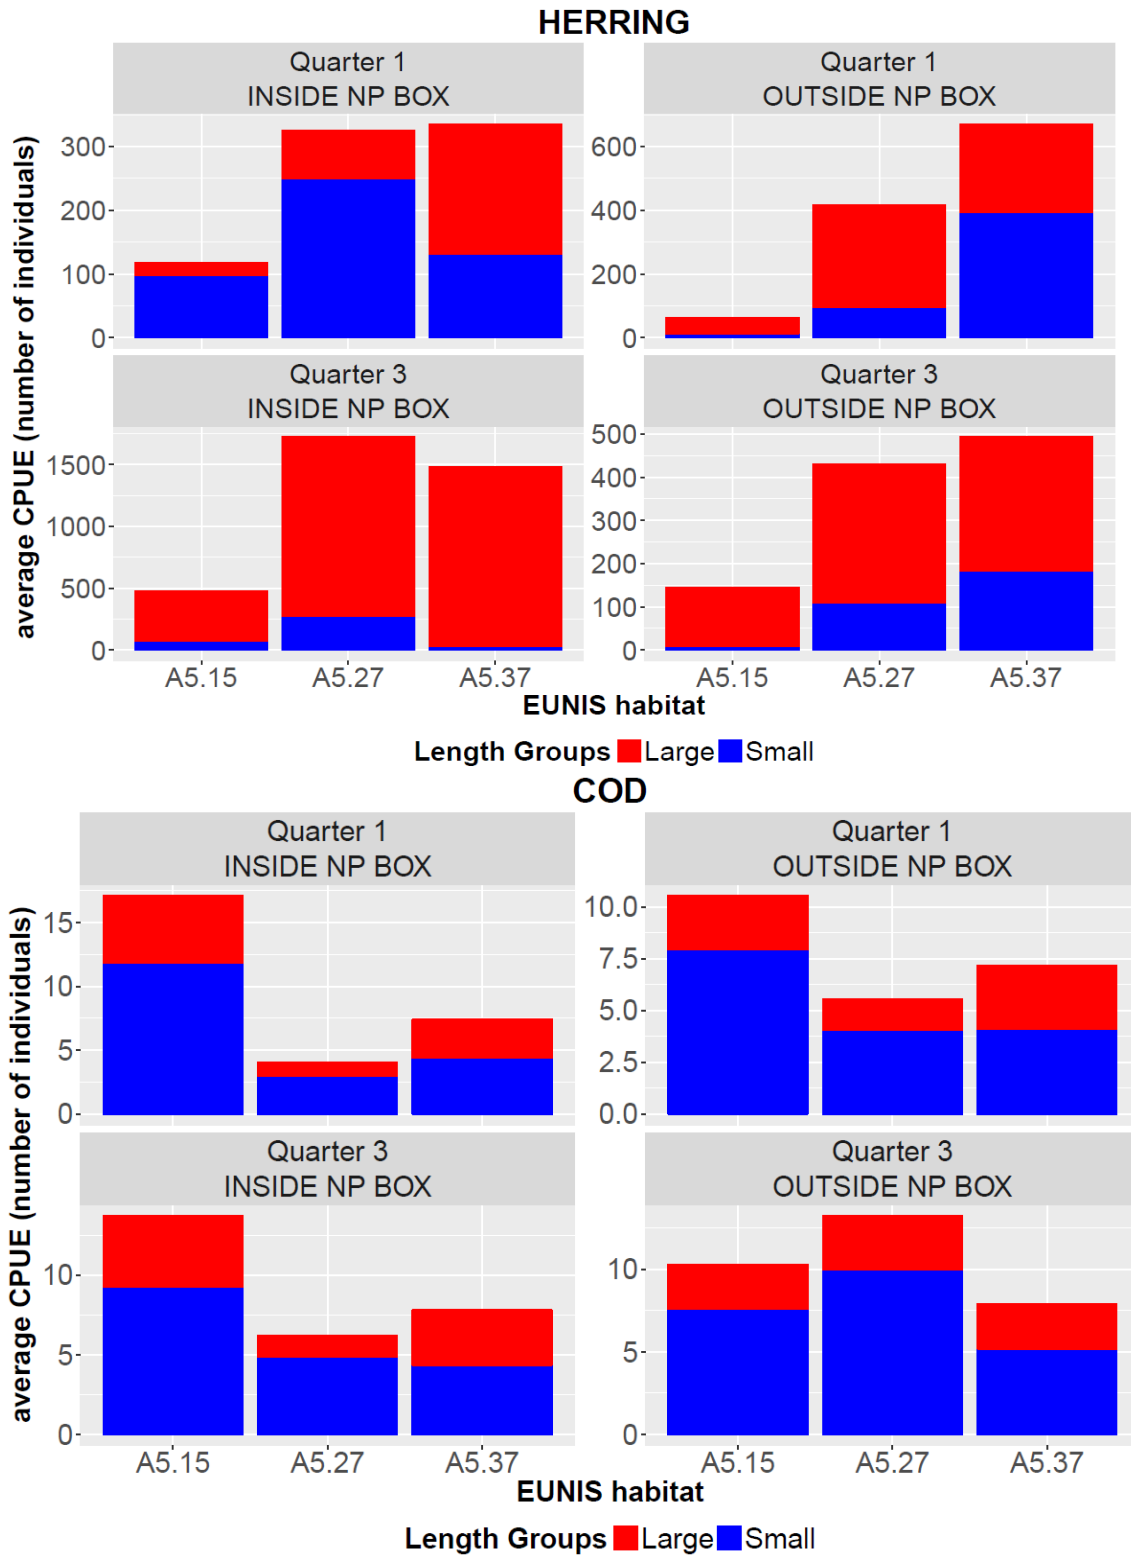 HERRING
Quarter 1
INSIDE NP BOX
Quarter 1
OUTSIDE NP BOX
average CPUE (number of individuals)
300
200
100
0
600
400
200
0
Quarter 3
INSIDE NP BOX
Quarter 3
OUTSIDE NP BOX
1500
1000
500
0
500
400
300
200
100
0
A5.15 A5.27 A5.37
A5.15 A5.27 A5.37
EUNIS habitat
Length Groups Large Small
COD
Quarter 1
INSIDE NP BOX
Quarter 1
OUTSIDE NP BOX
average CPUE (number of individuals)
15
10
5
0
10.0
7.5
5.0
2.5
0.0
Quarter 3
INSIDE NP BOX
Quarter 3
OUTSIDE NP BOX
10
5
0
10
5
0
A5.15 A5.27 A5.37
A5.15 A5.27 A5.37
EUNIS habitat
Length Groups Large Small